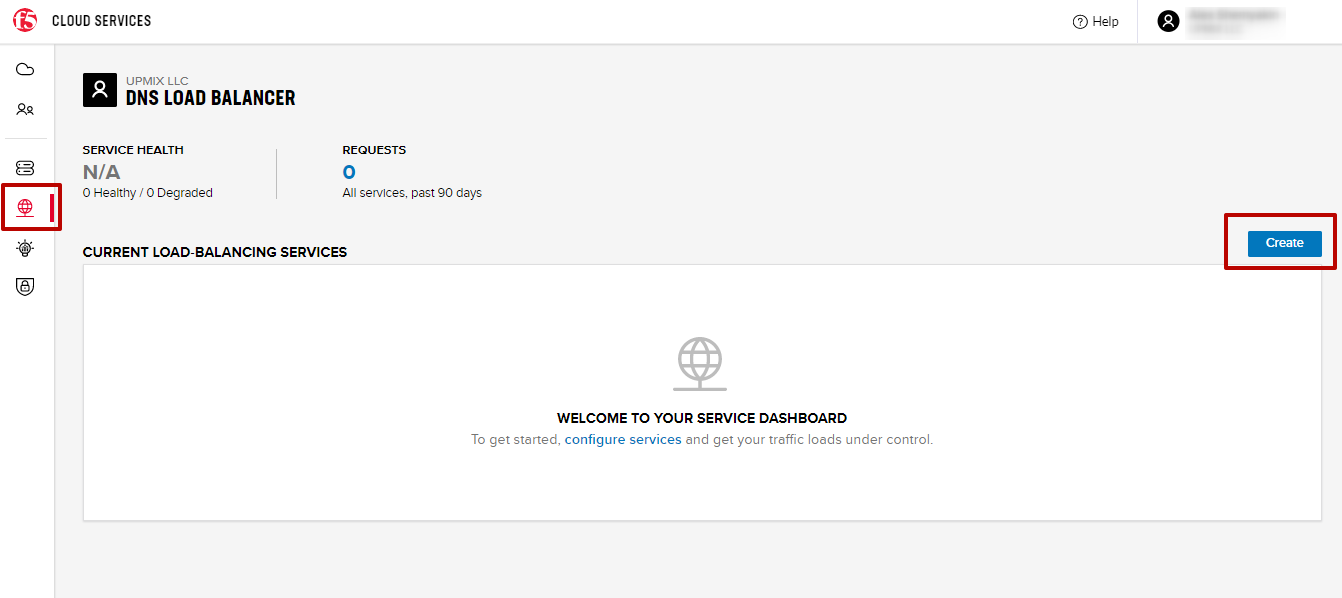 f5 CLOUD SERVICES
Help
UPMIX LLC
DNS LOAD BALANCER
SERVICE HEALTH
N/A
0 Healthy / 0 Degraded
REQUESTS
0
All services, past 90 days
CURRENT LOAD-BALANCING SERVICES
Create
WELCOME TO YOUR SERVICE DASHBOARD
To get started, configure services and get your traffic loads under control.